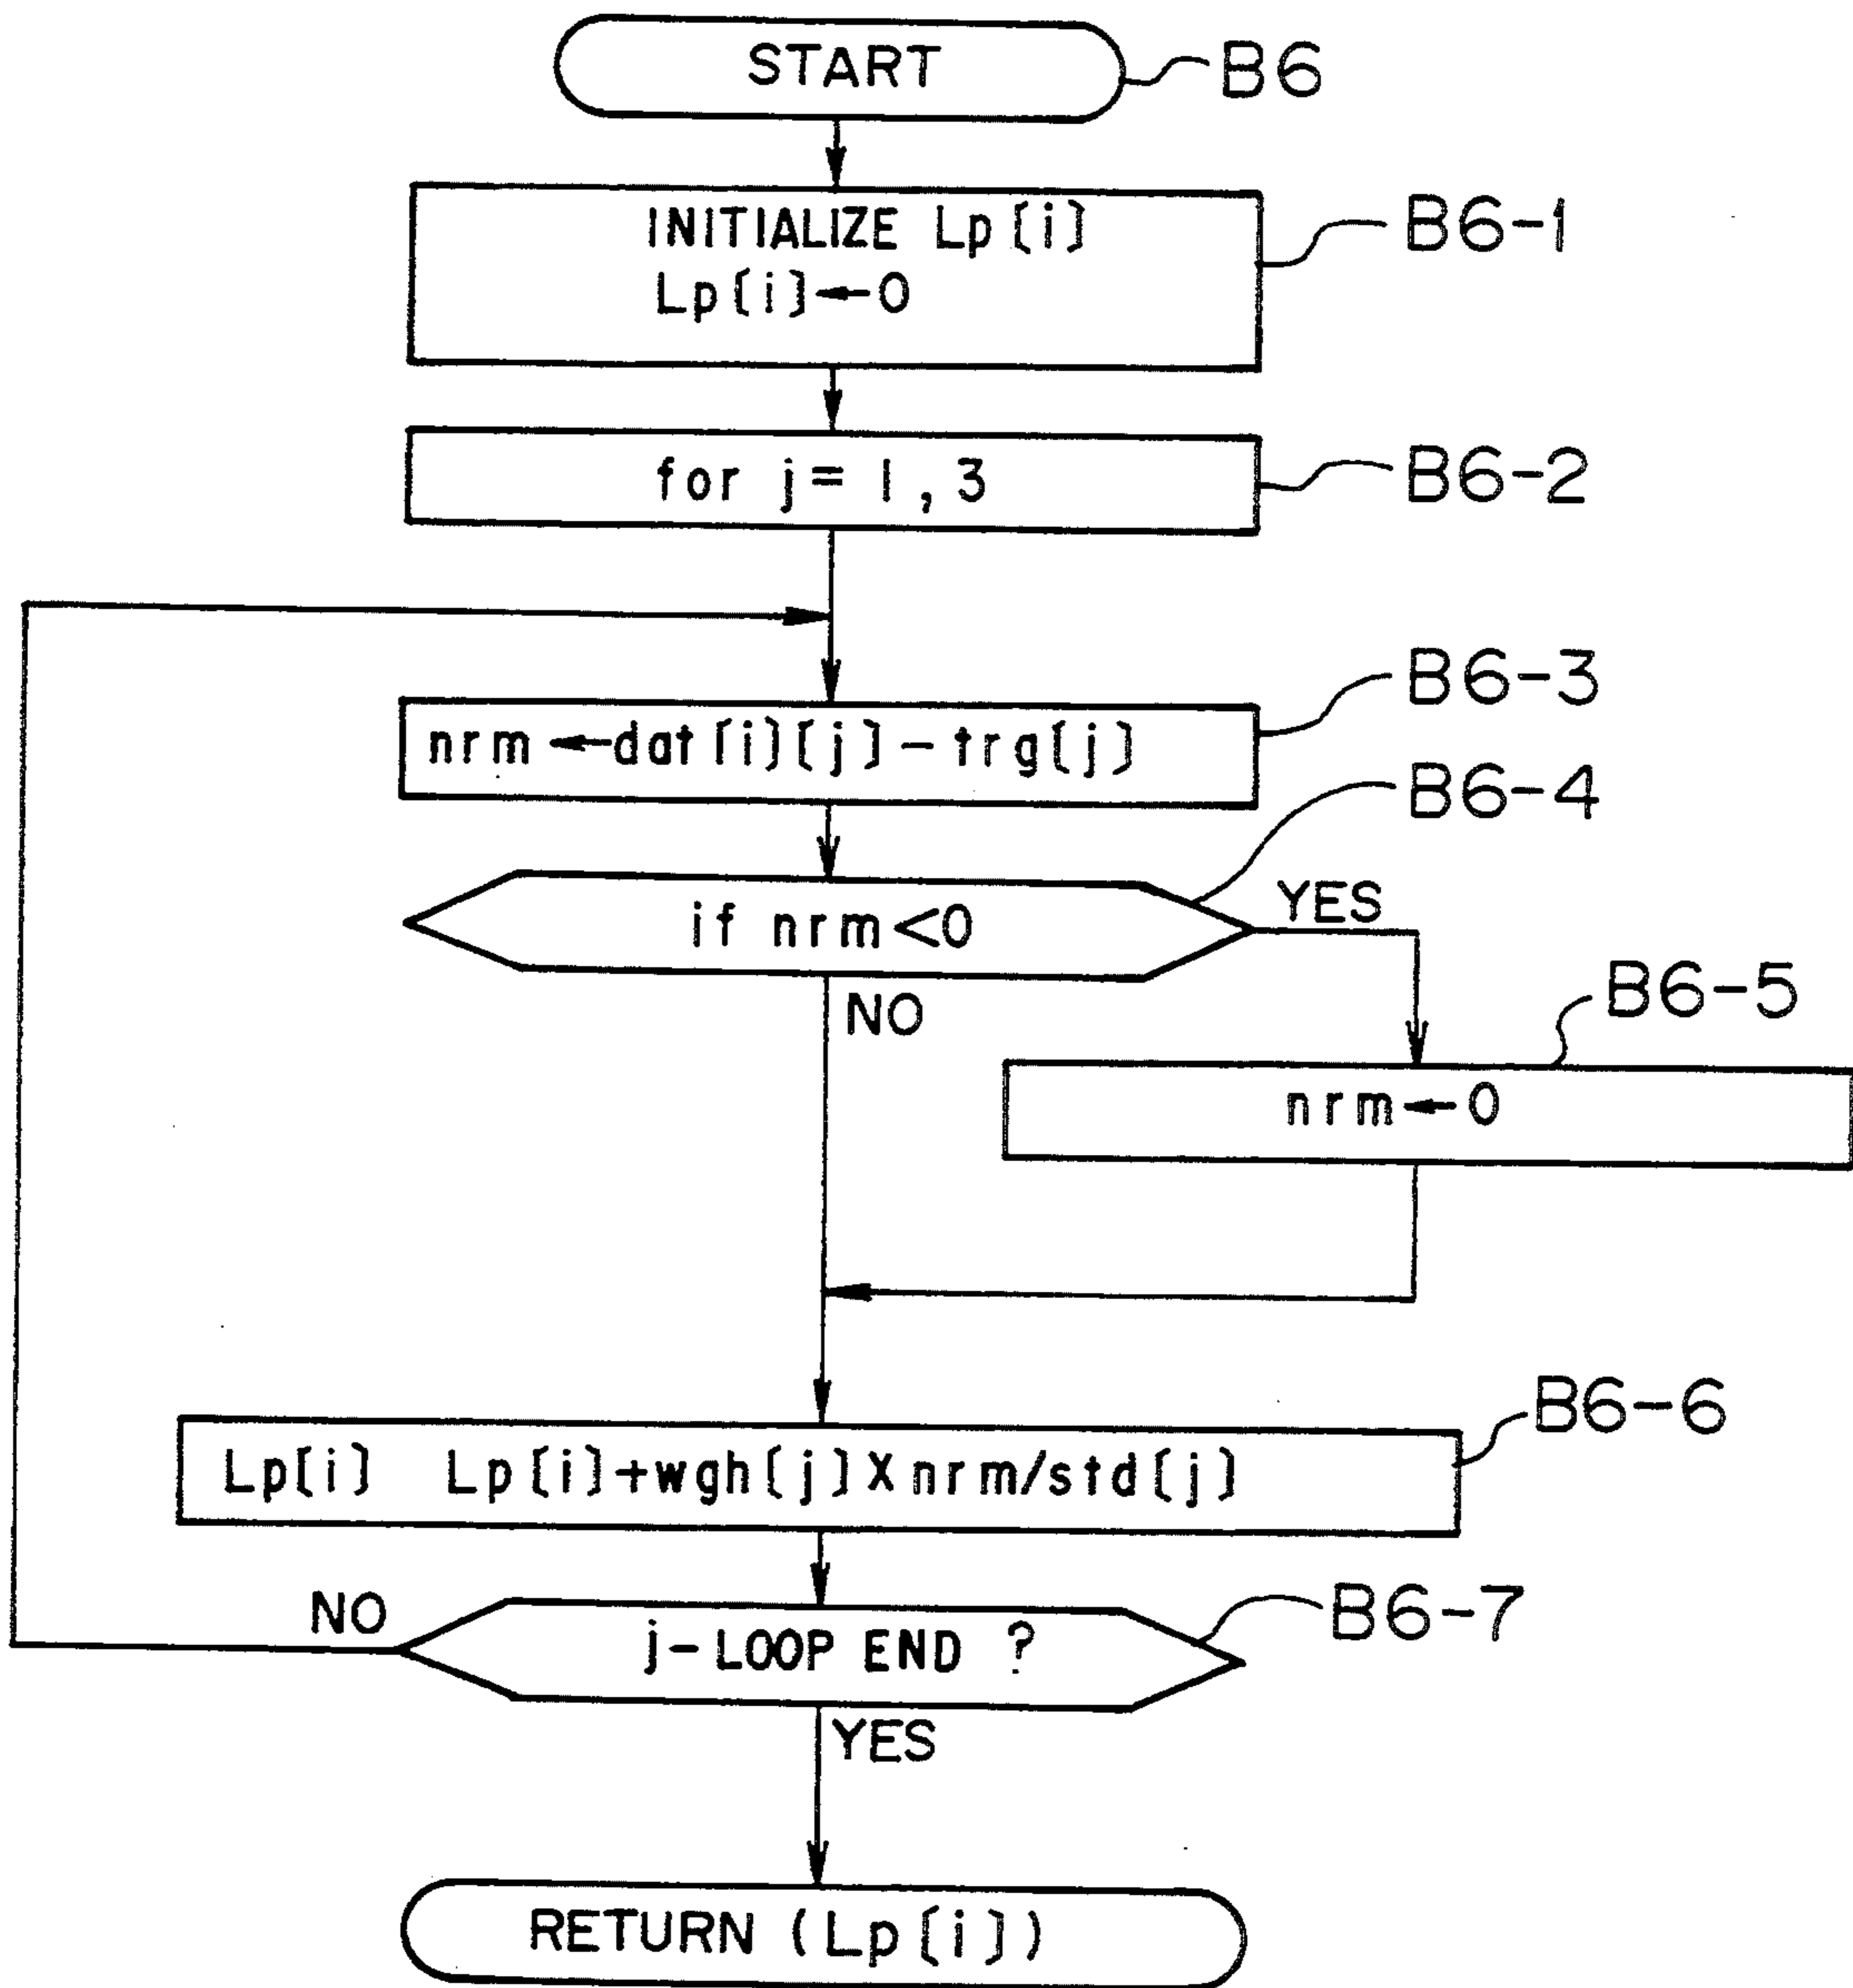 START
B6
INITIALIZE Lp[i]
Lp[i]←0
B6-1
for j= 1,3
B6-2
nrm←dat[i][j]-trg[j]
B6-3
if nrm<0
B6-4
YES
NO
nrm←0
B6-5
Lp[i] Lp[i]+wgh[j]×nrm/std[j]
B6-6
NO
j-LOOP END ?
B6-7
YES
RETURN (Lp[i])